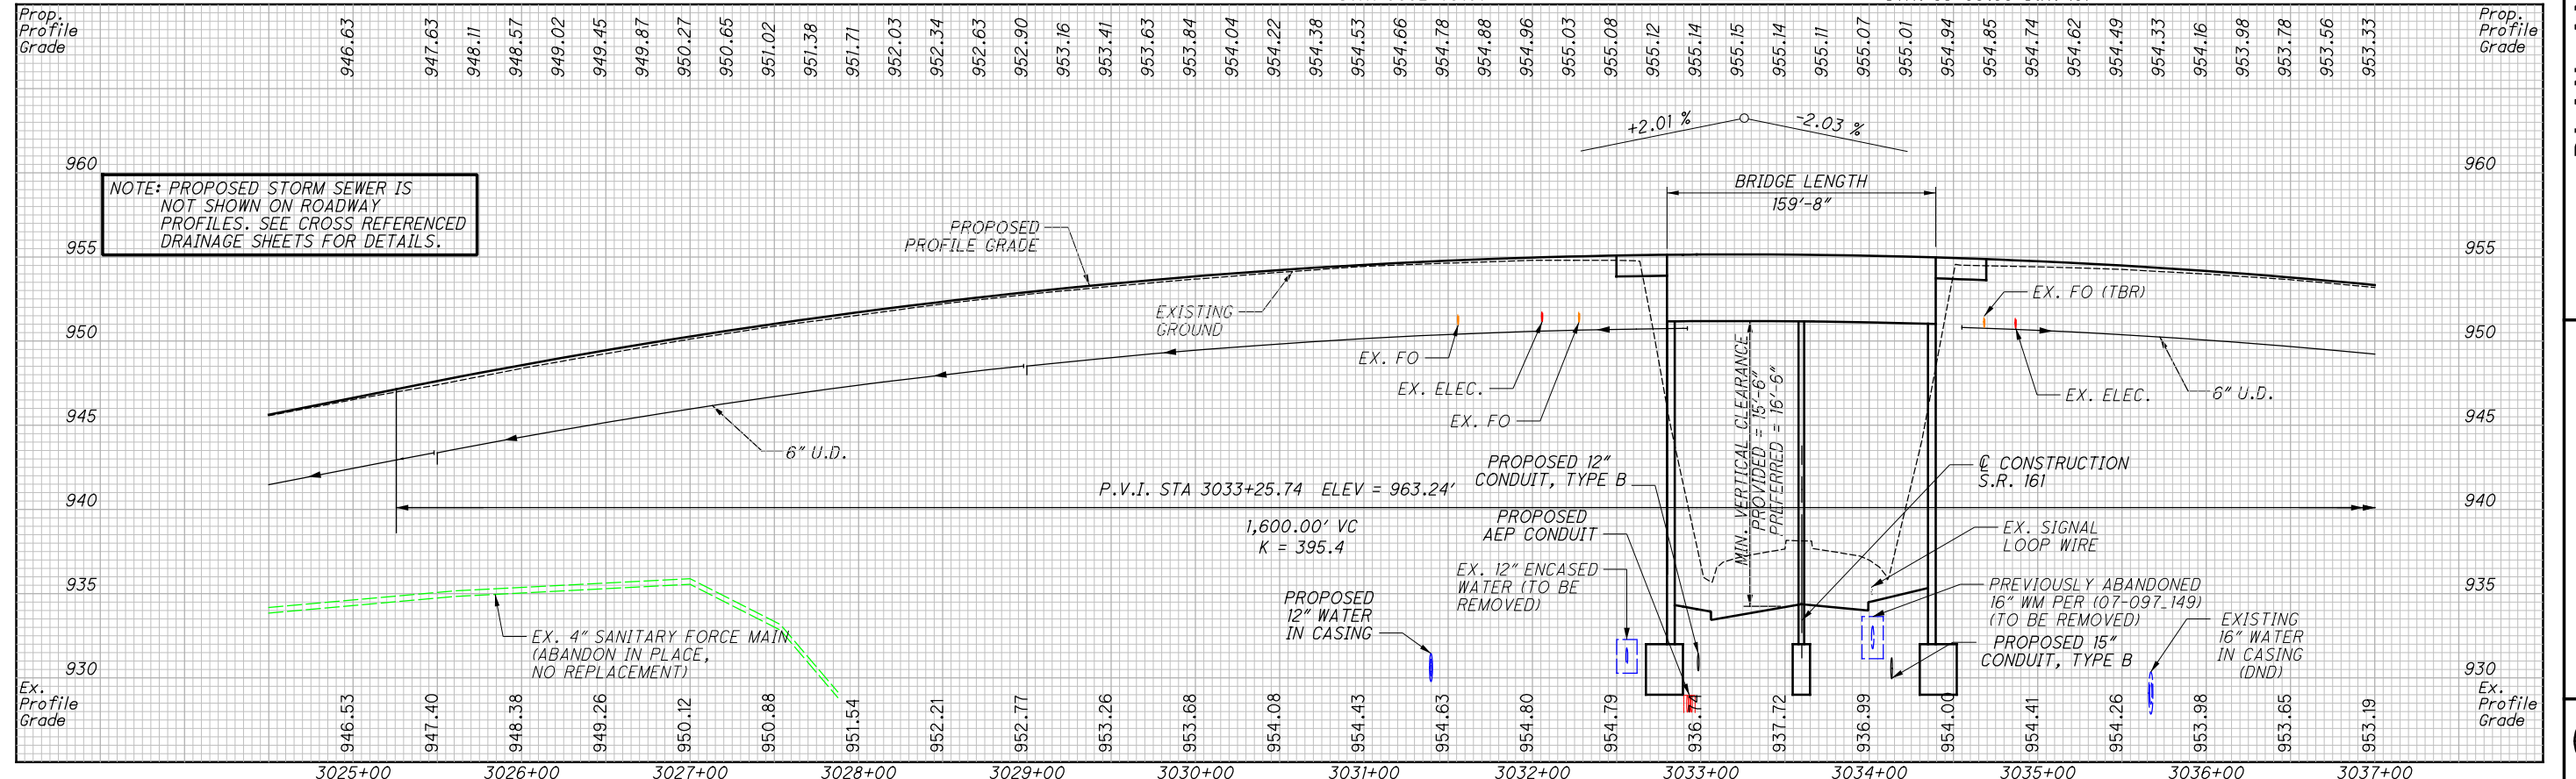 Prop.
Profile
Grade
946.63
947.63
948.11
948.57
949.02
949.45
949.87
950.27
950.65
951.02
951.38
951.71
952.03
952.34
952.63
952.90
953.16
953.41
953.63
953.84
954.04
954.22
954.38
954.53
954.66
954.78
954.88
954.96
955.03
955.08
955.12
955.14
955.15
955.14
955.11
955.07
955.01
954.94
954.85
954.74
954.62
954.49
954.33
954.16
953.98
953.78
953.56
953.33
Prop.
Profile
Grade
+2.01 %
-2.03 %
960
960
NOTE: PROPOSED STORM SEWER IS
NOT SHOWN ON ROADWAY
PROFILES. SEE CROSS REFERENCED
DRAINAGE SHEETS FOR DETAILS.
BRIDGE LENGTH
159'-8"
PROPOSED
PROFILE GRADE
955
955
EXISTING
GROUND
EX. FO (TBR)
950
950
EX. FO
EX. ELEC.
EX. FO
EX. ELEC.
6" U.D.
945
945
6" U.D.
MIN. VERTICAL CLEARANCE
PROVIDED = 15'-6"
PREFERRED = 16'-6"
PROPOSED 12"
CONDUIT, TYPE B
℄ CONSTRUCTION
S.R. 161
P.V.I. STA 3033+25.74 ELEV = 963.24'
940
940
1,600.00' VC
K = 395.4
PROPOSED
AEP CONDUIT
EX. SIGNAL
LOOP WIRE
EX. 12" ENCASED
WATER (TO BE
REMOVED)
935
935
PROPOSED
12" WATER
IN CASING
PREVIOUSLY ABANDONED
16" WM PER (07-097_149)
(TO BE REMOVED)
EX. 4" SANITARY FORCE MAIN
(ABANDON IN PLACE,
NO REPLACEMENT)
PROPOSED 15"
CONDUIT, TYPE B
EXISTING
16" WATER
IN CASING
(DND)
930
930
Ex.
Profile
Grade
946.53
947.40
948.38
949.26
950.12
950.88
951.54
952.21
952.77
953.26
953.68
954.08
954.43
954.63
954.80
954.79
936.74
937.72
936.99
954.00
954.41
954.26
953.98
953.65
953.19
Ex.
Profile
Grade
3025+00
3026+00
3027+00
3028+00
3029+00
3030+00
3031+00
3032+00
3033+00
3034+00
3035+00
3036+00
3037+00